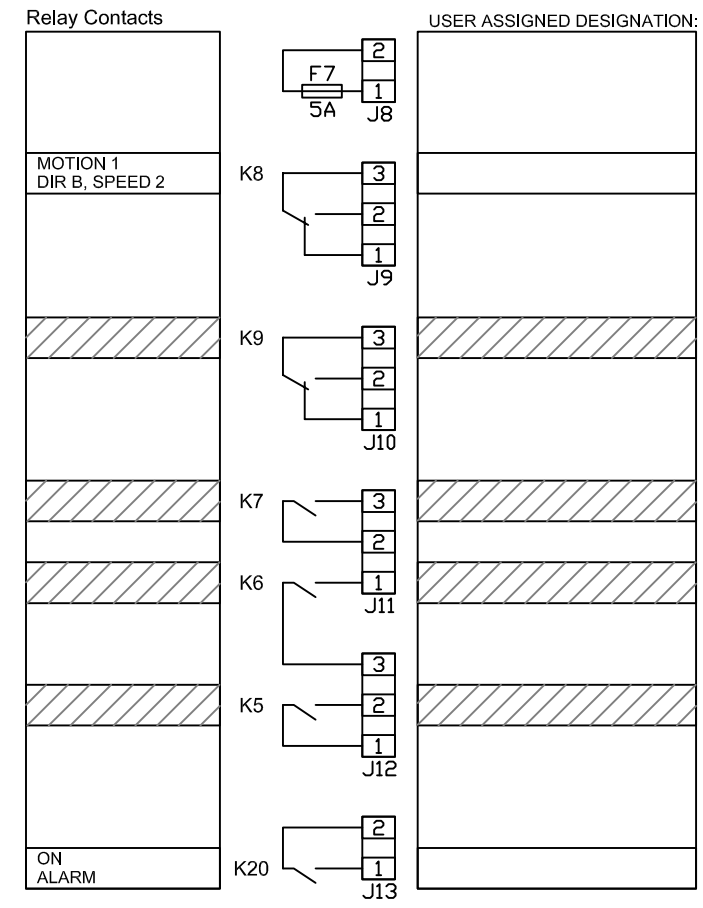 Relay Contacts
USER ASSIGNED DESIGNATION:
2
F7
1
5A
J8
MOTION 1
DIR B, SPEED 2
K8
3
2
1
J9
K9
3
2
1
J10
K7
3
2
K6
1
J11
3
K5
2
1
J12
2
ON
ALARM
K20
1
J13